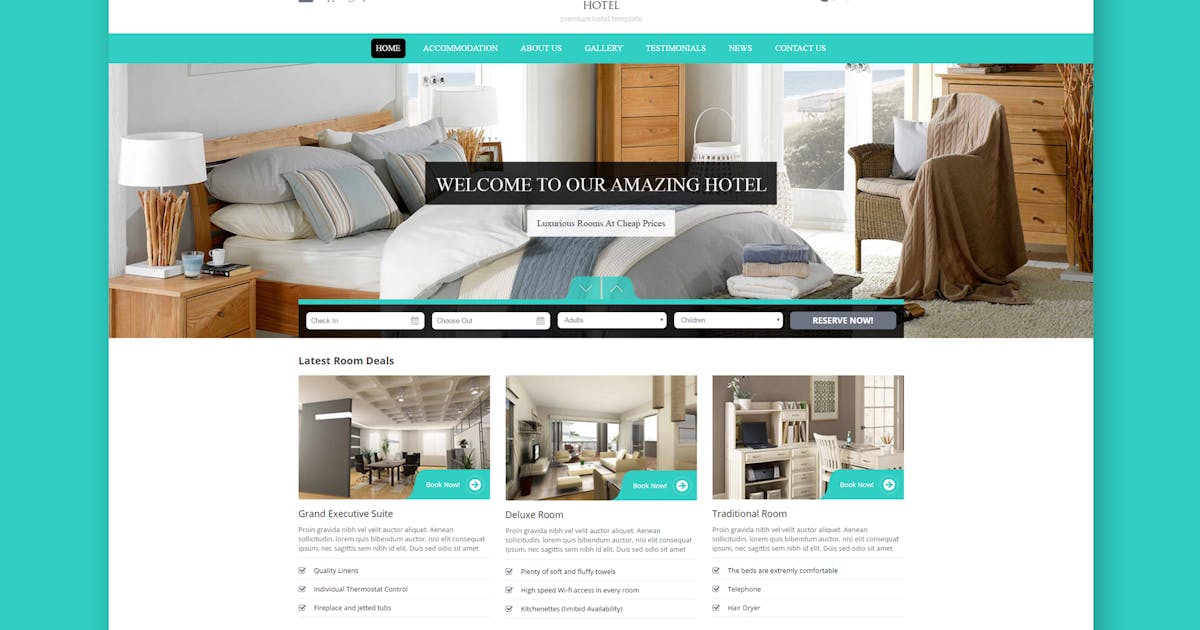 HOTEL
premium hotel template
HOME ACCOMMODATION ABOUT US GALLERY TESTIMONIALS NEWS CONTACT US
WELCOME TO OUR AMAZING HOTEL
Luxurious Rooms At Cheap Prices
Check In Choose Out Adults Children RESERVE NOW!
Latest Room Deals
Book Now! Book Now! Book Now!
Grand Executive Suite
Proin gravida nibh vel velit auctor aliquet. Aenean
sollicitudin, lorem quis bibendum auctor, nisi elit consequat
ipsum, nec sagittis sem nibh id elit. Duis sed odio sit amet
Quality Linens
Individual Thermostat Control
Fireplace and jetted tubs
Deluxe Room
Proin gravida nibh vel velit auctor aliquet. Aenean
sollicitudin, lorem quis bibendum auctor, nisi elit consequat
ipsum, nec sagittis sem nibh id elit. Duis sed odio sit amet
Plenty of soft and fluffy towels
High speed Wi-fi access in every room
Kitchenettes (limited Availability)
Traditional Room
Proin gravida nibh vel velit auctor aliquet. Aenean
sollicitudin, lorem quis bibendum auctor, nisi elit consequat
ipsum, nec sagittis sem nibh id elit. Duis sed odio sit amet
The beds are extremly comfortable
Telephone
Hair Dryer